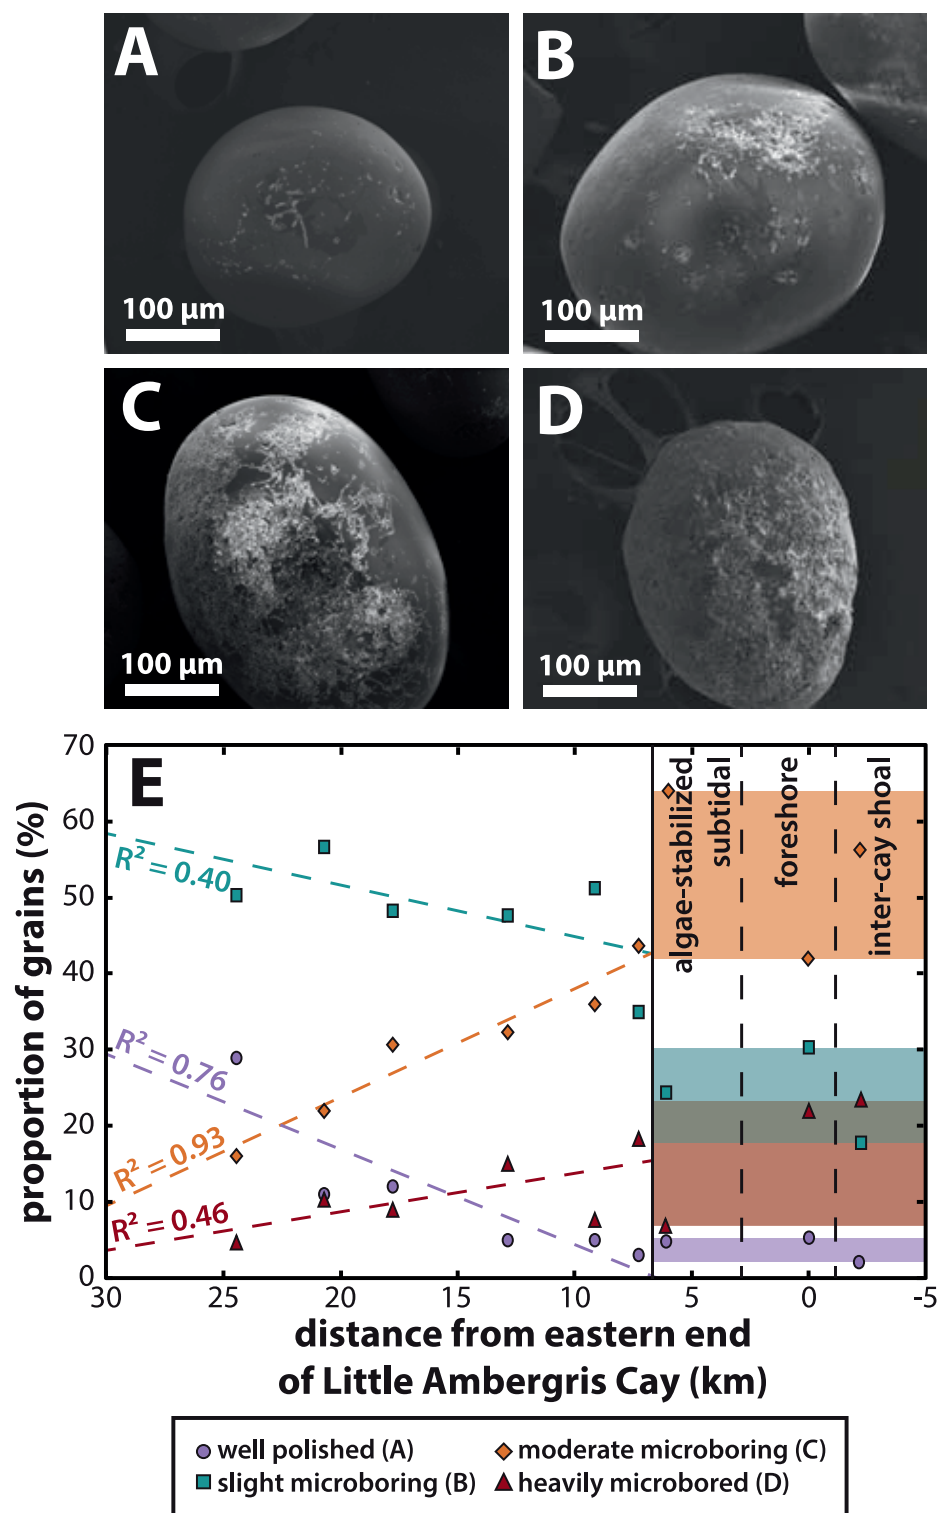 A
100 μm
B
100 μm
C
100 μm
D
100 μm
E
proportion of grains (%)
70
60
50
40
30
20
10
0
R² = 0.40
R² = 0.76
R² = 0.93
R² = 0.46
algae-stabilized
subtidal
foreshore
inter-cay shoal
30 25 20 15 10 5 0 -5
distance from eastern end
of Little Ambergris Cay (km)
well polished (A)
moderate microboring (C)
slight microboring (B)
heavily microbored (D)